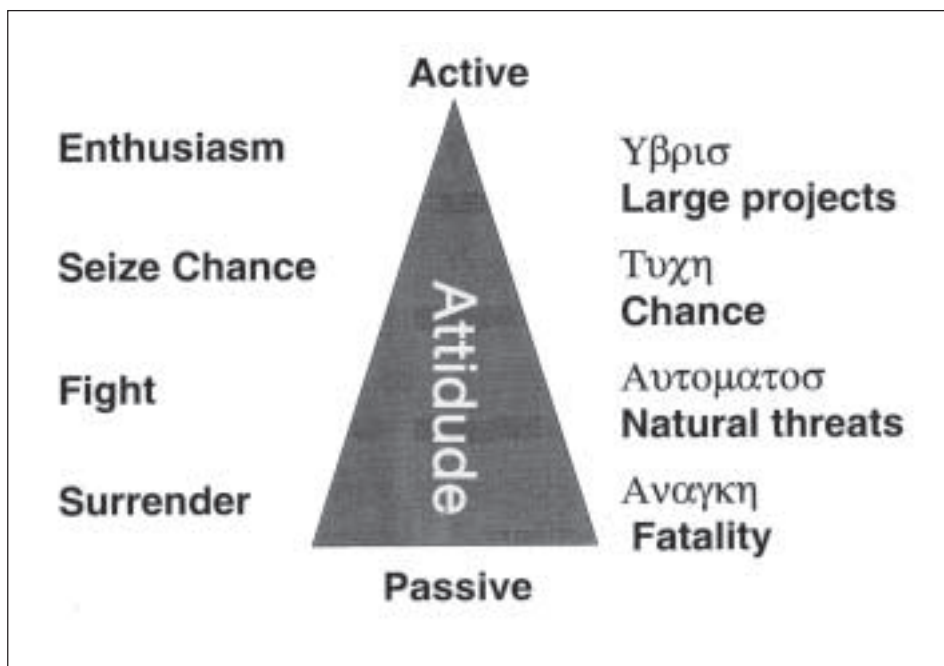 Active
Enthusiasm
Υβρισ
Large projects
Seize Chance
Τυχη
Chance
Attidude
Fight
Αυτοματοσ
Natural threats
Surrender
Αναγκη
Fatality
Passive